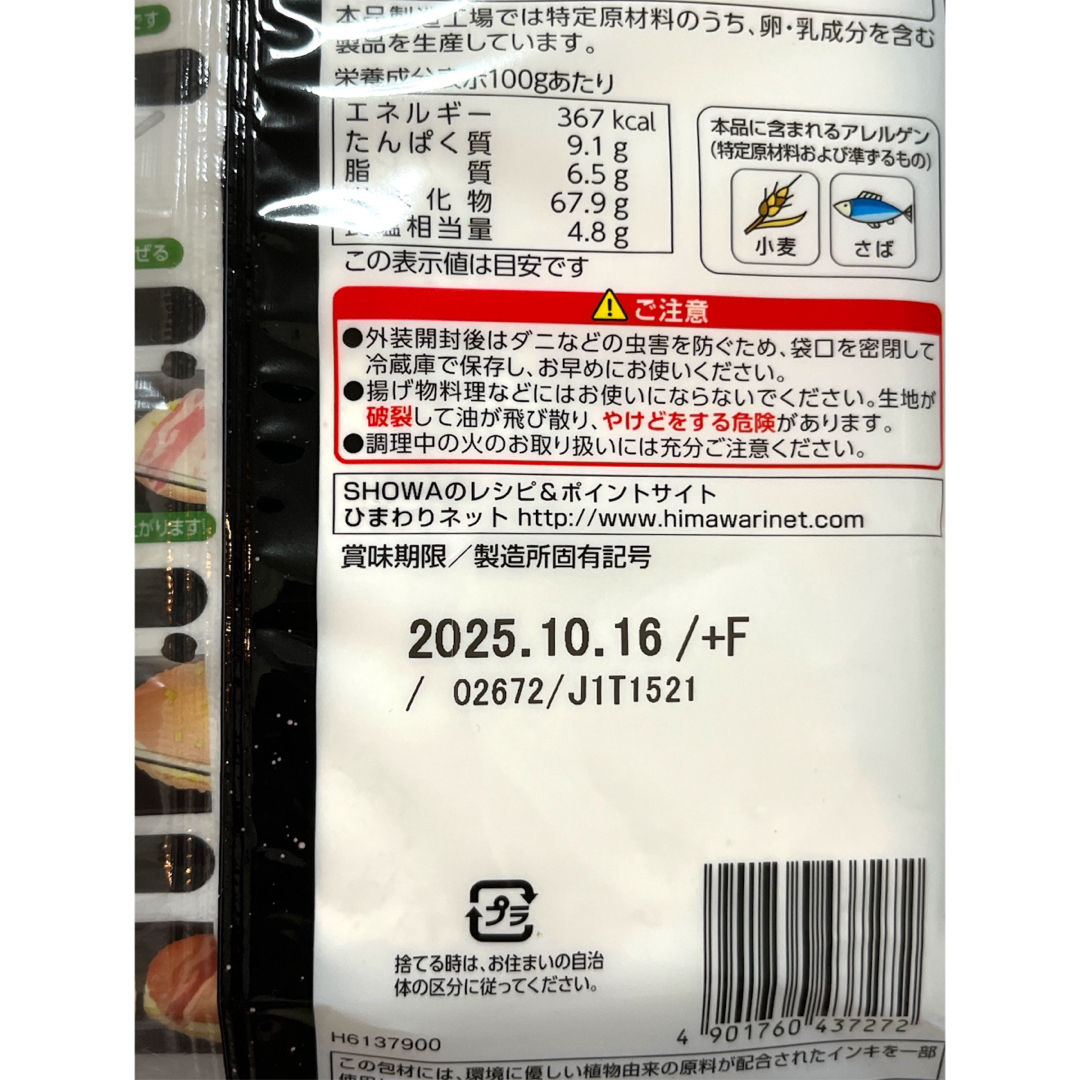 です
本品製造工場では特定原材料のうち、卵・乳成分を含む
製品を生産しています。
栄養成分表示100gあたり
エネルギー 367 kcal
たんぱく質 9.1 g
脂質 6.5 g
化物 67.9 g
相当量 4.8 g
この表示値は目安です
本品に含まれるアレルゲン
(特定原材料および準ずるもの)
小麦 さば
ぜる
ご注意
●外装開封後はダニなどの虫害を防ぐため、袋口を密閉して
冷蔵庫で保存し、お早めにお使いください。
●揚げ物料理などにはお使いにならないでください。生地が
破裂して油が飛び散り、やけどをする危険があります。
●調理中の火のお取り扱いには充分ご注意ください。
がります!
SHOWAのレシピ&ポイントサイト
ひまわりネット http://www.himawarinet.com
賞味期限/製造所固有記号
2025.10.16 /+F
/ 02672/J1T1521
プラ
捨てる時は、お住まいの自治
体の区分に従ってください。
4 901760 437272
H6137900
この包材には、環境に優しい植物由来の原料が配合されたインキを一部